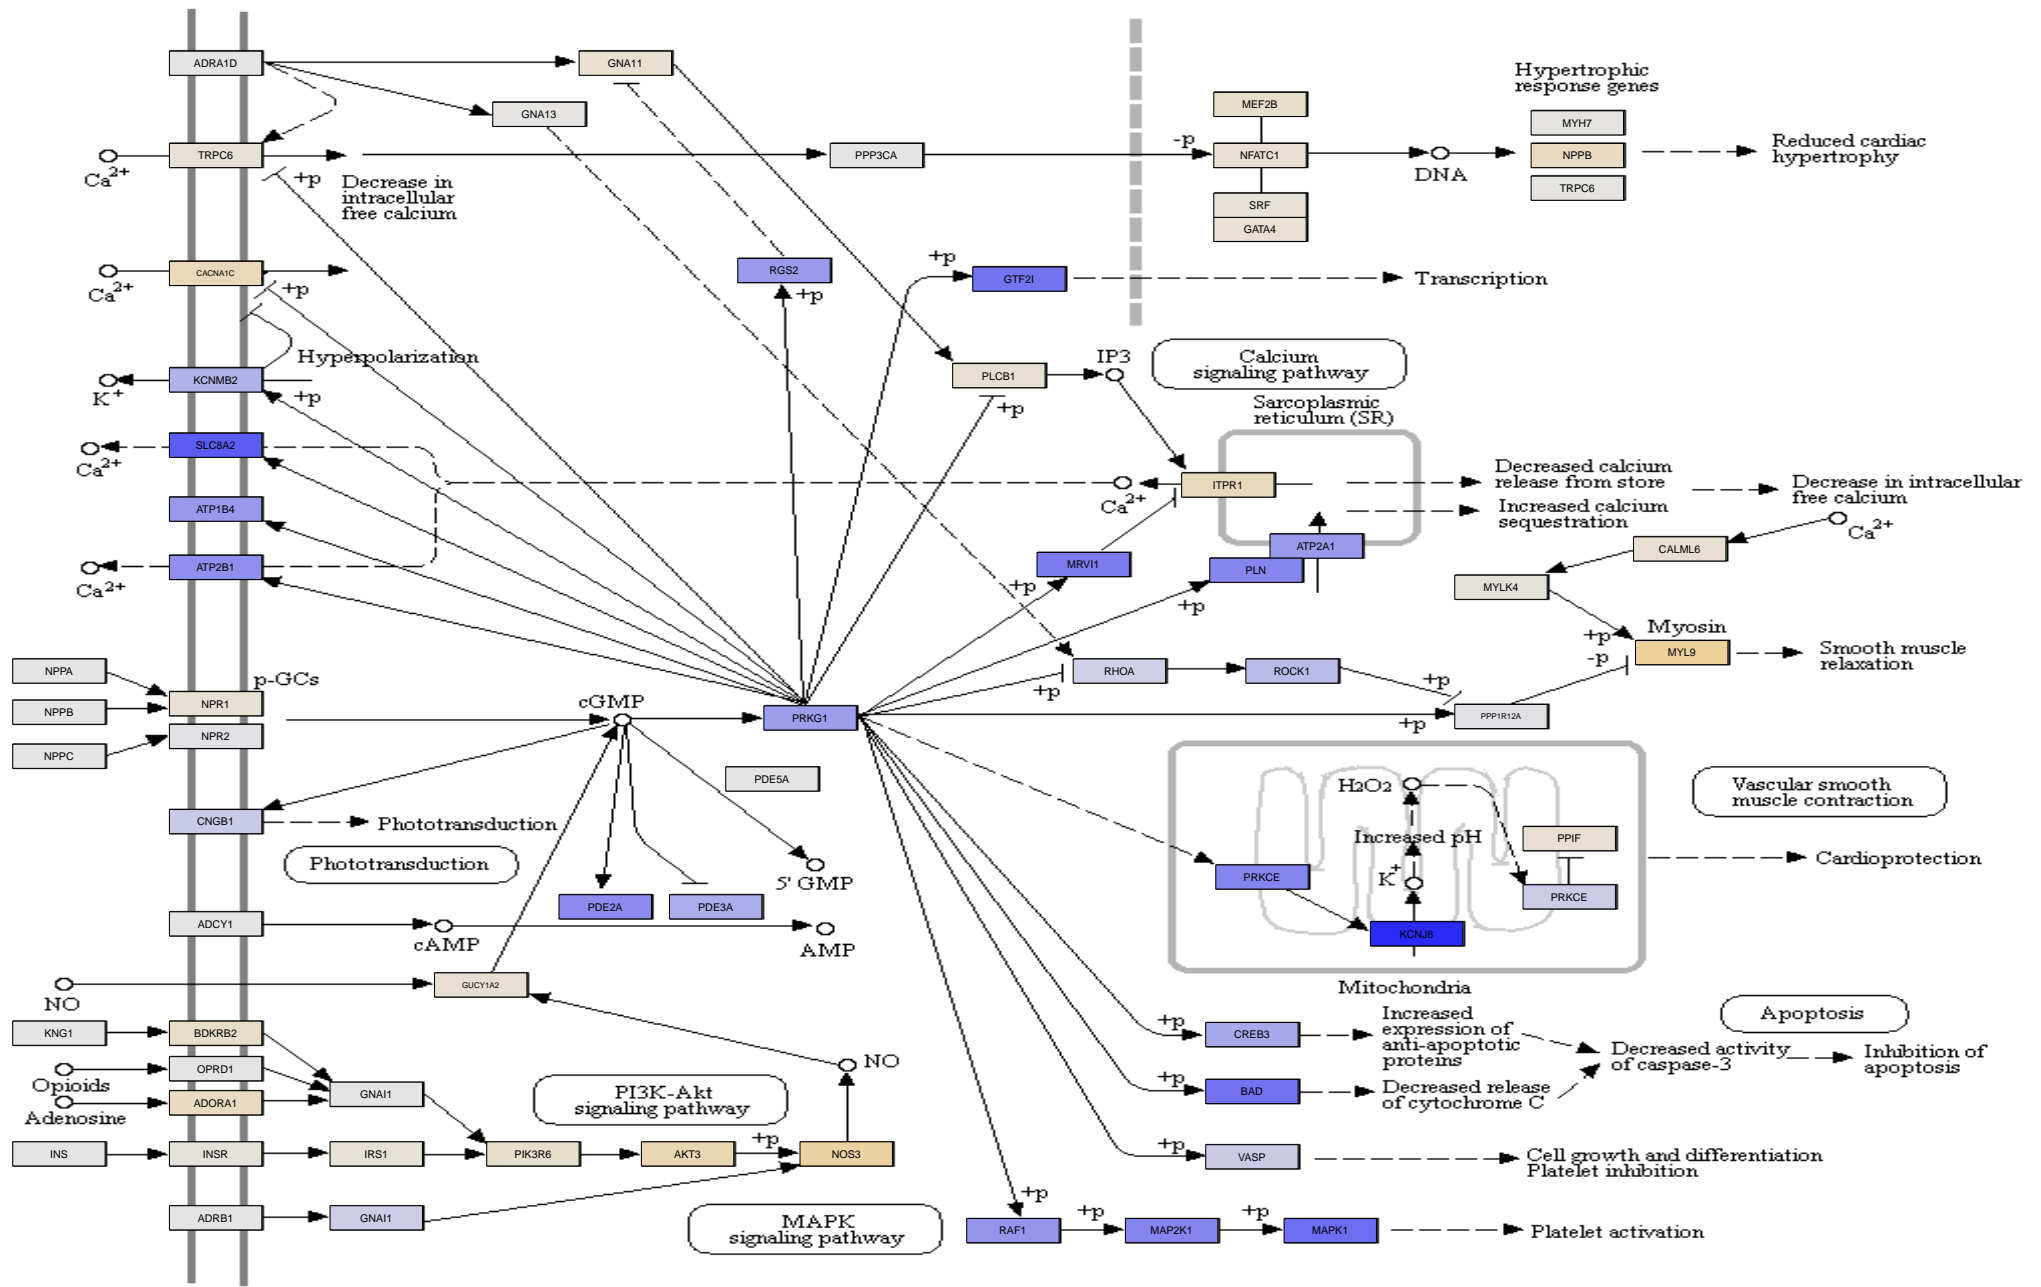 ADRA1D
GNA11
GNA13
Hypertrophic
response genes
MEF2B
MYH7
TRPC6
Ca2+
+p
Decrease in
intracellular
free calcium
PPP3CA
-p
NFATC1
DNA
NPPB
Reduced cardiac
hypertrophy
TRPC6
SRF
GATA4
CACNA1C
Ca2+
+p
RGS2
+p
+p
GTF2I
Transcription
Hyperpolarization
KCNMB2
K+
+p
PLCB1
+p
IP3
Calcium
signaling pathway
Sarcoplasmic
reticulum (SR)
SLC8A2
Ca2+
ATP1B4
ATP2B1
Ca2+
Ca2+
ITPR1
Decreased calcium
release from store
Increased calcium
sequestration
Decrease in intracellular
free calcium
Ca2+
ATP2A1
PLN
MRVI1
+p
+p
CALML6
MYLK4
+p
-p
Myosin
MYL9
Smooth muscle
relaxation
NPPA
NPPB
NPPC
p-GCs
NPR1
NPR2
cGMP
PRKG1
RHOA
+p
ROCK1
+p
+p
PPP1R12A
PDE5A
CNGB1
Phototransduction
Phototransduction
5' GMP
PDE2A
PDE3A
H2O2
Increased pH
K+
PPIF
PRKCE
PRKCE
KCNJ8
Mitochondria
Vascular smooth
muscle contraction
Cardioprotection
ADCY1
cAMP
AMP
NO
GUCY1A2
KNG1
BDKRB2
Opioids
OPRD1
Adenosine
ADORA1
GNAI1
NO
PI3K-Akt
signaling pathway
INS
INSR
IRS1
PIK3R6
AKT3
+p
NOS3
ADRB1
GNAI1
MAPK
signaling pathway
+p
CREB3
Increased
expression of
anti-apoptotic
proteins
Apoptosis
Decreased activity
of caspase-3
Inhibition of
apoptosis
+p
BAD
Decreased release
of cytochrome C
+p
VASP
Cell growth and differentiation
Platelet inhibition
+p
RAF1
+p
MAP2K1
+p
MAPK1
Platelet activation